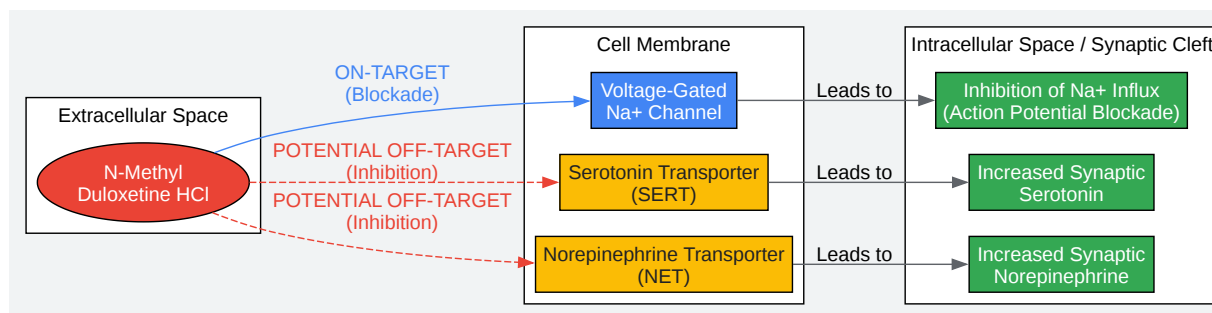 Extracellular Space
N-Methyl
Duloxetine HCl
ON-TARGET
(Blockade)
POTENTIAL OFF-TARGET
(Inhibition)
POTENTIAL OFF-TARGET
(Inhibition)
Cell Membrane
Voltage-Gated
Na+ Channel
Serotonin Transporter
(SERT)
Norepinephrine Transporter
(NET)
Leads to
Leads to
Leads to
Intracellular Space / Synaptic Cleft
Inhibition of Na+ Influx
(Action Potential Blockade)
Increased Synaptic
Serotonin
Increased Synaptic
Norepinephrine